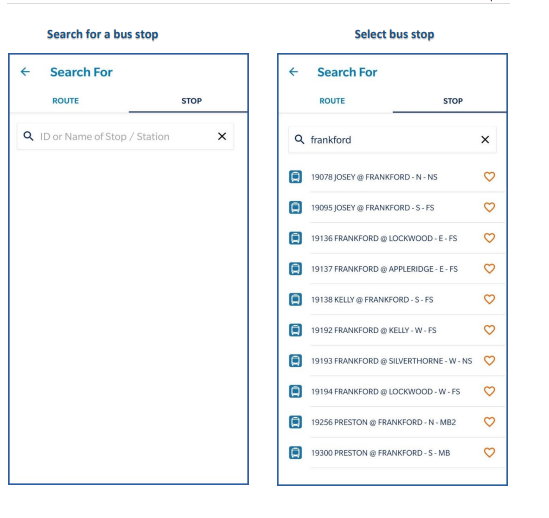 Search for a bus stop
Search For
ROUTE STOP
ID or Name of Stop / Station
Select bus stop
Search For
ROUTE STOP
frankford
19078 JOSEY @ FRANKFORD - N - NS
19095 JOSEY @ FRANKFORD - S - FS
19136 FRANKFORD @ LOCKWOOD - E - FS
19137 FRANKFORD @ APPLERIDGE - E - FS
19138 KELLY @ FRANKFORD - S - FS
19192 FRANKFORD @ KELLY - W - FS
19193 FRANKFORD @ SILVERTHORNE - W - NS
19194 FRANKFORD @ LOCKWOOD - W - FS
19256 PRESTON @ FRANKFORD - N - MB2
19300 PRESTON @ FRANKFORD - S - MB